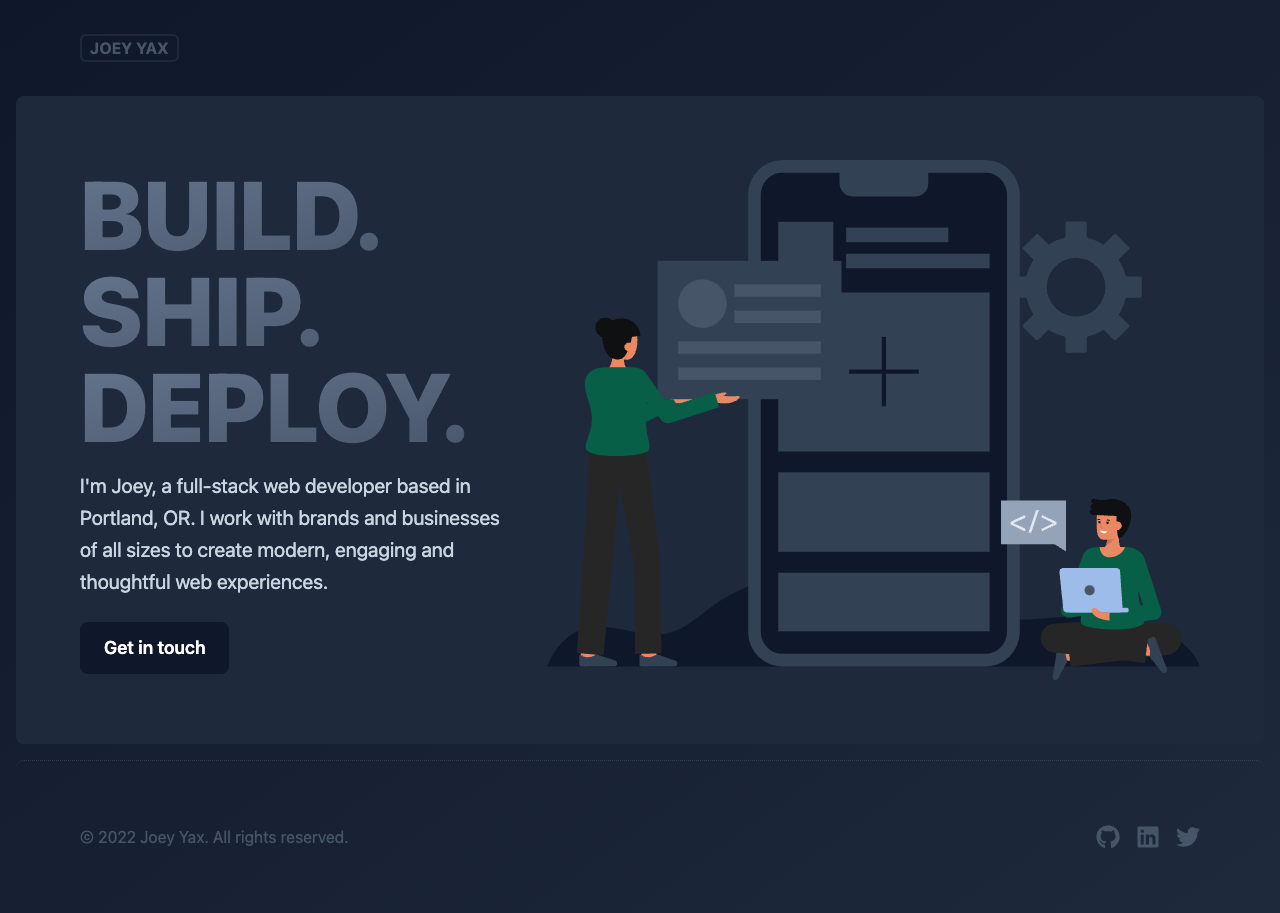 JOEY YAX
BUILD.
SHIP.
DEPLOY.
I'm Joey, a full-stack web developer based in
Portland, OR. I work with brands and businesses
of all sizes to create modern, engaging and
thoughtful web experiences.
Get in touch
</>
© 2022 Joey Yax. All rights reserved.
in